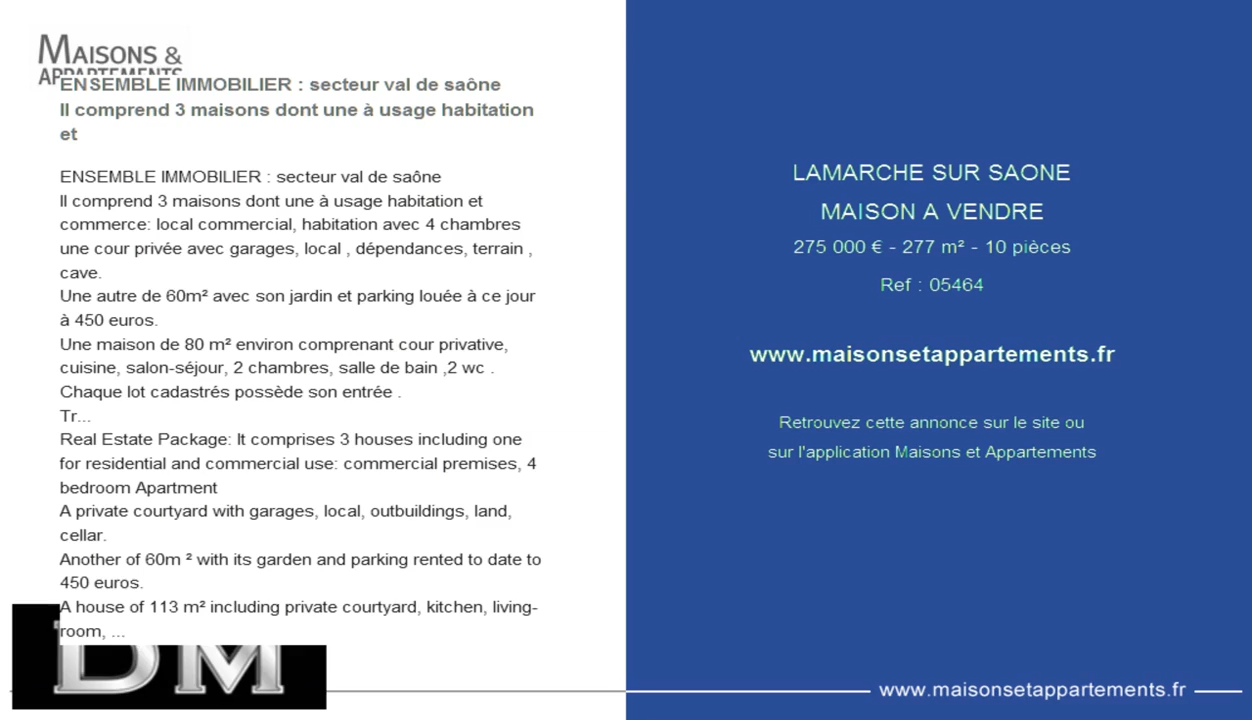 MAISONS &
APPARTEMENTS
ENSEMBLE IMMOBILIER : secteur val de saône
Il comprend 3 maisons dont une à usage habitation
et
ENSEMBLE IMMOBILIER : secteur val de saône
Il comprend 3 maisons dont une à usage habitation et
commerce: local commercial, habitation avec 4 chambres
une cour privée avec garages, local , dépendances, terrain ,
cave.
Une autre de 60m² avec son jardin et parking louée à ce jour
à 450 euros.
Une maison de 80 m² environ comprenant cour privative,
cuisine, salon-séjour, 2 chambres, salle de bain ,2 wc .
Chaque lot cadastrés possède son entrée .
Tr...
Real Estate Package: It comprises 3 houses including one
for residential and commercial use: commercial premises, 4
bedroom Apartment
A private courtyard with garages, local, outbuildings, land,
cellar.
Another of 60m ² with its garden and parking rented to date to
450 euros.
A house of 113 m² including private courtyard, kitchen, living-
room, ...
DM
LAMARCHE SUR SAONE
MAISON A VENDRE
275 000 € - 277 m² - 10 pièces
Ref : 05464
www.maisonsetappartements.fr
Retrouvez cette annonce sur le site ou
sur l'application Maisons et Appartements
www.maisonsetappartements.fr